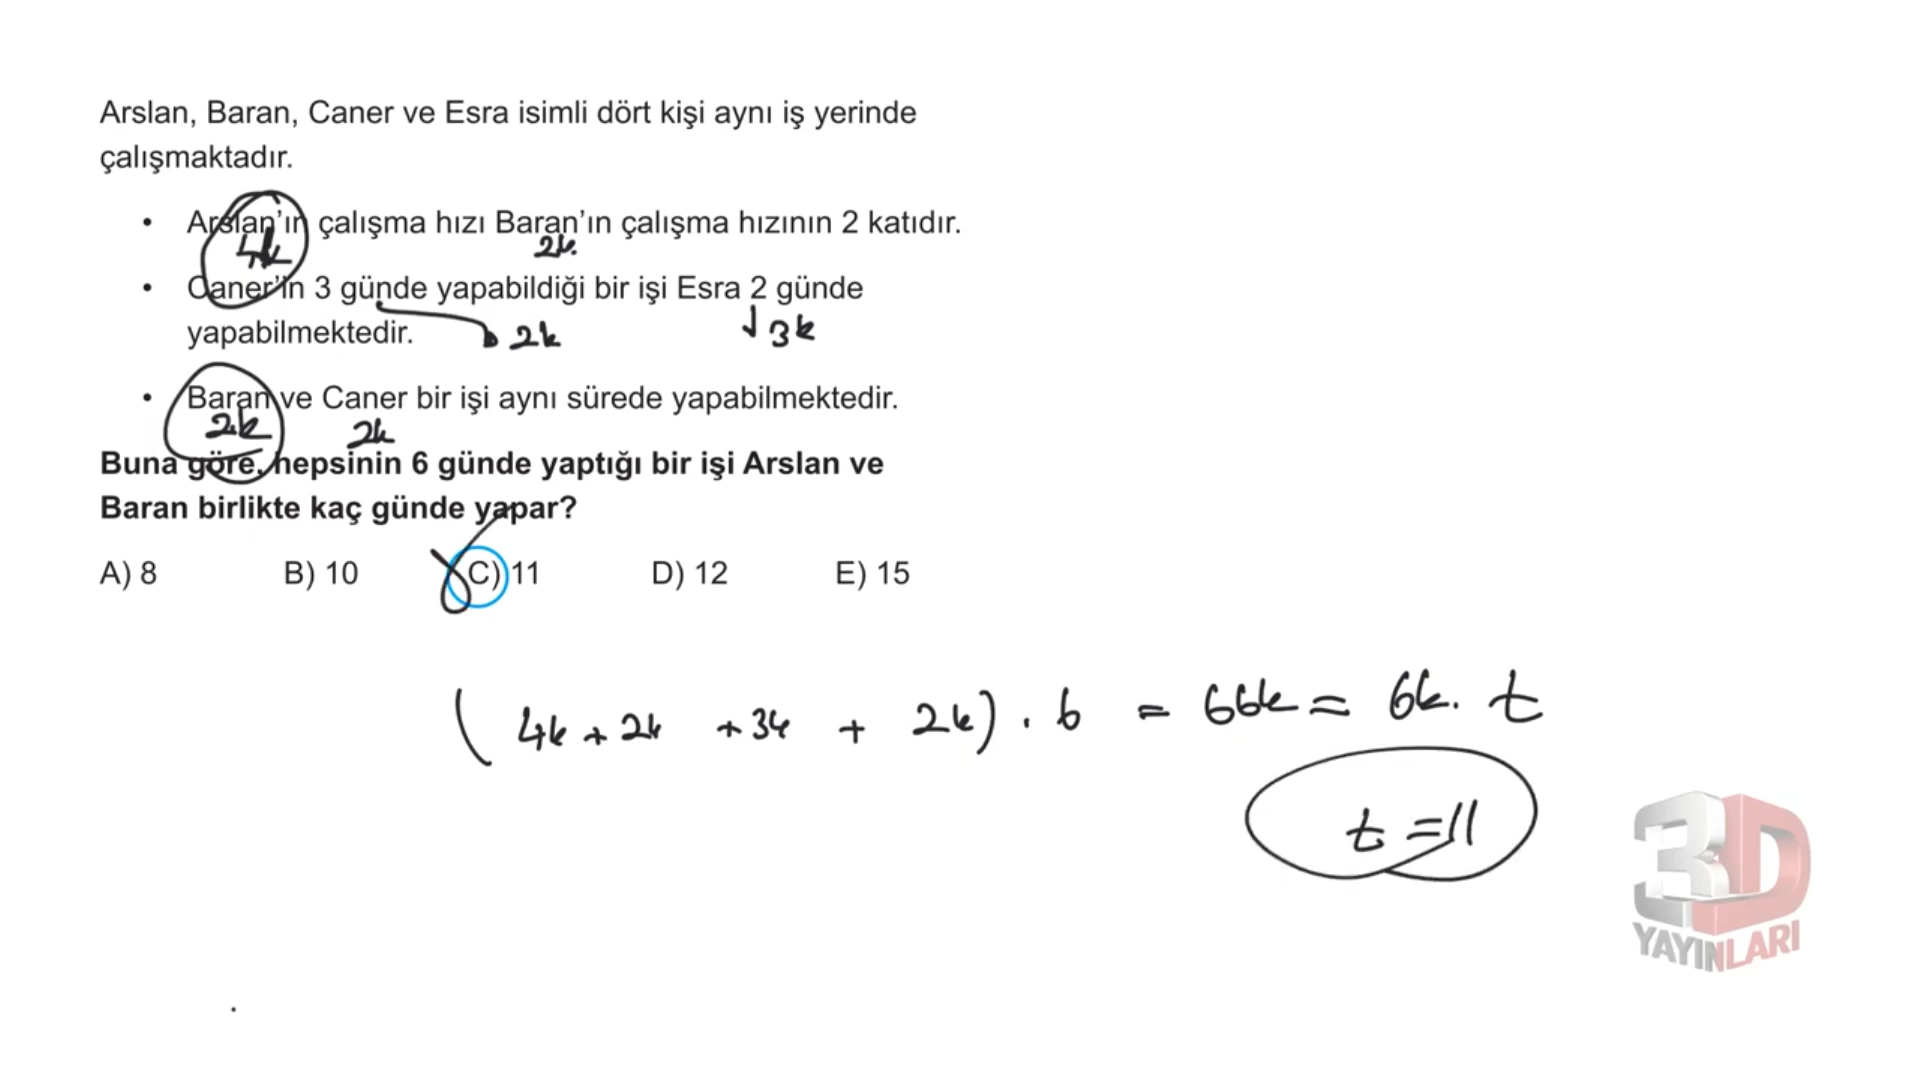 Arslan, Baran, Caner ve Esra isimli dört kişi aynı iş yerinde
çalışmaktadır.
• Arslan'ın çalışma hızı Baran'ın çalışma hızının 2 katıdır.
4k 2k
• Caner'in 3 günde yapabildiği bir işi Esra 2 günde
yapabilmektedir. 2k 3k
• Baran ve Caner bir işi aynı sürede yapabilmektedir.
2k 2k
Buna göre, hepsinin 6 günde yaptığı bir işi Arslan ve
Baran birlikte kaç günde yapar?
A) 8 B) 10 C) 11 D) 12 E) 15
(4k + 2k + 3k + 2k) . 6 = 66k = 6k. t
t = 11
3D
YAYINLARI